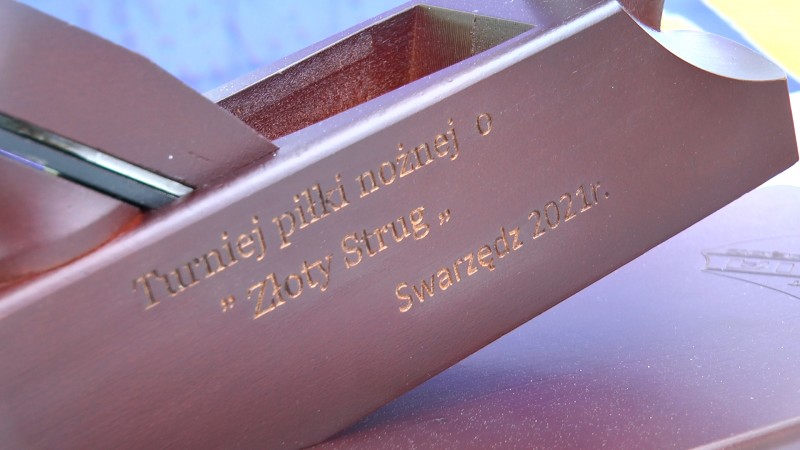 Turniej piłki nożnej o
„ Złoty Strug „
Swarzędz 2021r.